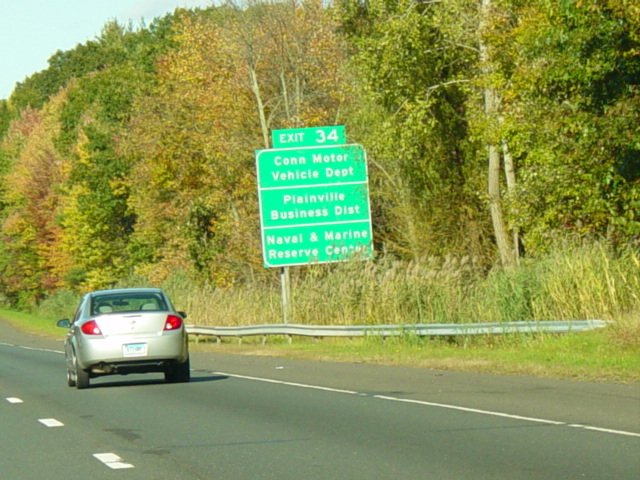 EXIT 34
Conn Motor
Vehicle Dept
Plainville
Business Dist
Naval & Marine
Reserve Center